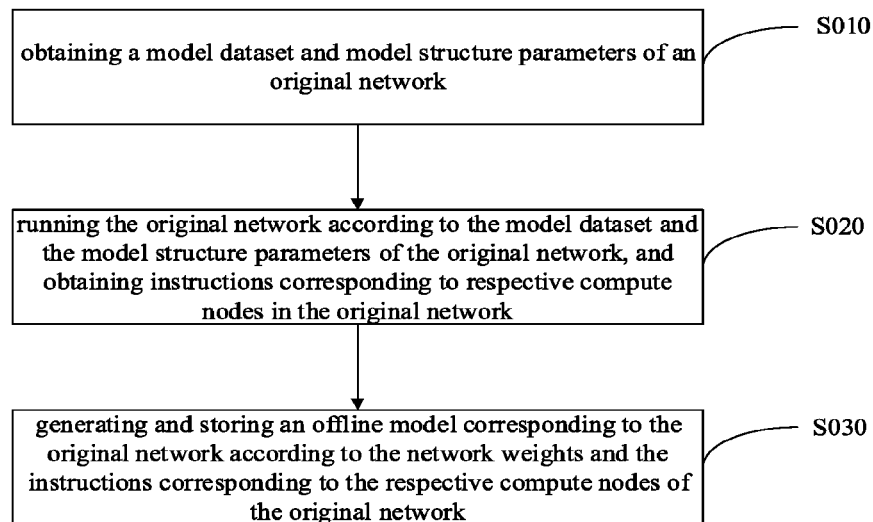 S010
obtaining a model dataset and model structure parameters of an
original network
S020
running the original network according to the model dataset and
the model structure parameters of the original network, and
obtaining instructions corresponding to respective compute
nodes in the original network
S030
generating and storing an offline model corresponding to the
original network according to the network weights and the
instructions corresponding to the respective compute nodes of
the original network